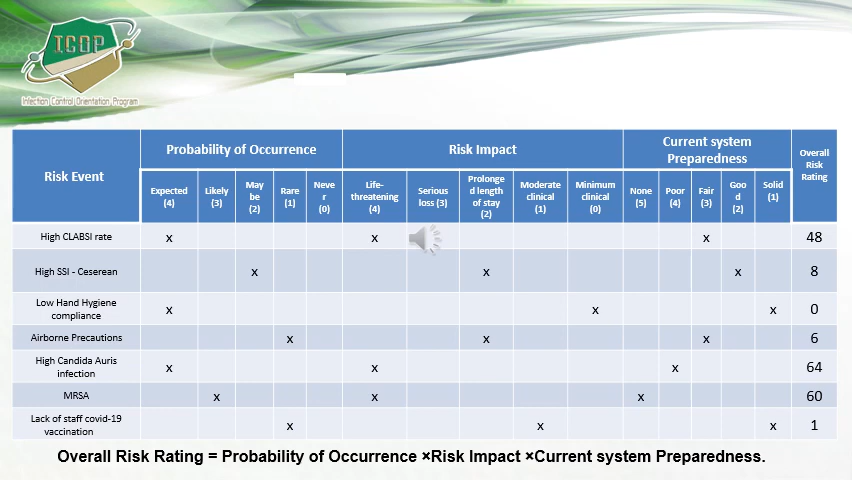 I.C.O.P
Infection Control Orientation Program
Risk Event
Probability of Occurrence
Risk Impact
Current system
Preparedness
Overall
Risk
Rating
Expected
(4)
Likely
(3)
May
be
(2)
Rare
(1)
Neve
r
(0)
Life-
threatening
(4)
Serious
loss (3)
Prolonge
d length
of stay
(2)
Moderate
clinical
(1)
Minimum
clinical
(0)
None
(5)
Poor
(4)
Fair
(3)
Goo
d
(2)
Solid
(1)
High CLABSI rate x x x 48
High SSI - Ceserean x x x 8
Low Hand Hygiene
compliance x x x 0
Airborne Precautions x x x 6
High Candida Auris
infection x x x 64
MRSA x x x 60
Lack of staff covid-19
vaccination x x x 1
Overall Risk Rating = Probability of Occurrence ×Risk Impact ×Current system Preparedness.